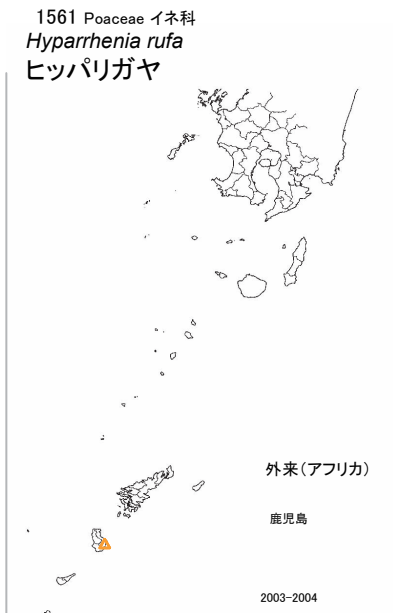 1561 Poaceae イネ科
Hyparrhenia rufa
ヒッパリガヤ
外来(アフリカ)
鹿児島
2003-2004